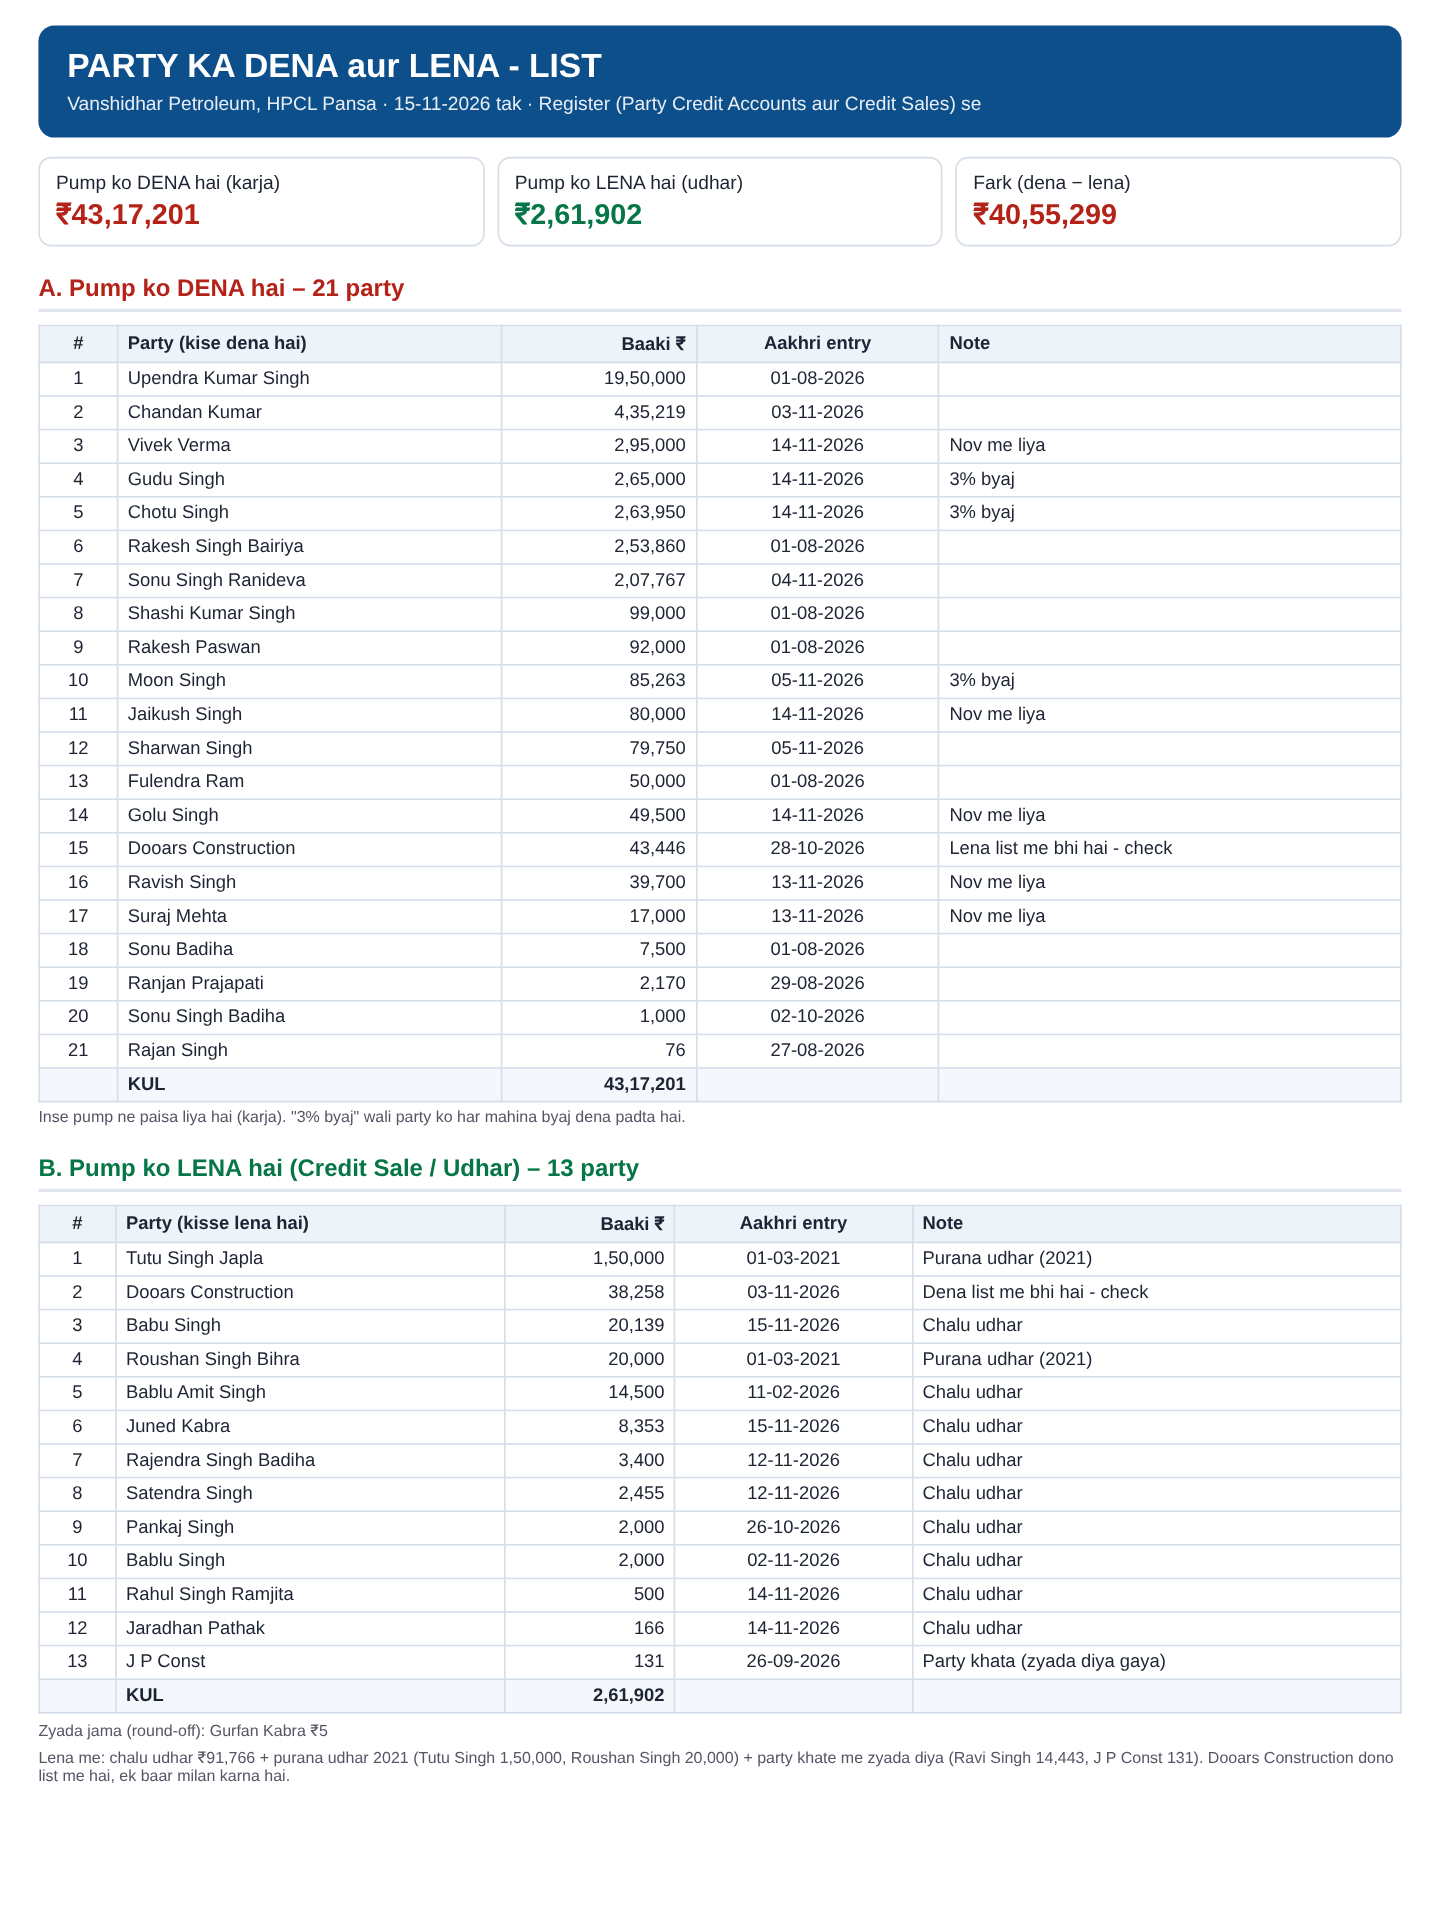 PARTY KA DENA aur LENA - LIST
Vanshidhar Petroleum, HPCL Pansa · 15-11-2026 tak · Register (Party Credit Accounts aur Credit Sales) se
Pump ko DENA hai (karja)
₹43,17,201
Pump ko LENA hai (udhar)
₹2,61,902
Fark (dena − lena)
₹40,55,299
A. Pump ko DENA hai – 21 party
# Party (kise dena hai) Baaki ₹ Aakhri entry Note
1 Upendra Kumar Singh 19,50,000 01-08-2026
2 Chandan Kumar 4,35,219 03-11-2026
3 Vivek Verma 2,95,000 14-11-2026 Nov me liya
4 Gudu Singh 2,65,000 14-11-2026 3% byaj
5 Chotu Singh 2,63,950 14-11-2026 3% byaj
6 Rakesh Singh Bairiya 2,53,860 01-08-2026
7 Sonu Singh Ranideva 2,07,767 04-11-2026
8 Shashi Kumar Singh 99,000 01-08-2026
9 Rakesh Paswan 92,000 01-08-2026
10 Moon Singh 85,263 05-11-2026 3% byaj
11 Jaikush Singh 80,000 14-11-2026 Nov me liya
12 Sharwan Singh 79,750 05-11-2026
13 Fulendra Ram 50,000 01-08-2026
14 Golu Singh 49,500 14-11-2026 Nov me liya
15 Dooars Construction 43,446 28-10-2026 Lena list me bhi hai - check
16 Ravish Singh 39,700 13-11-2026 Nov me liya
17 Suraj Mehta 17,000 13-11-2026 Nov me liya
18 Sonu Badiha 7,500 01-08-2026
19 Ranjan Prajapati 2,170 29-08-2026
20 Sonu Singh Badiha 1,000 02-10-2026
21 Rajan Singh 76 27-08-2026
KUL 43,17,201
Inse pump ne paisa liya hai (karja). "3% byaj" wali party ko har mahina byaj dena padta hai.
B. Pump ko LENA hai (Credit Sale / Udhar) – 13 party
# Party (kisse lena hai) Baaki ₹ Aakhri entry Note
1 Tutu Singh Japla 1,50,000 01-03-2021 Purana udhar (2021)
2 Dooars Construction 38,258 03-11-2026 Dena list me bhi hai - check
3 Babu Singh 20,139 15-11-2026 Chalu udhar
4 Roushan Singh Bihra 20,000 01-03-2021 Purana udhar (2021)
5 Bablu Amit Singh 14,500 11-02-2026 Chalu udhar
6 Juned Kabra 8,353 15-11-2026 Chalu udhar
7 Rajendra Singh Badiha 3,400 12-11-2026 Chalu udhar
8 Satendra Singh 2,455 12-11-2026 Chalu udhar
9 Pankaj Singh 2,000 26-10-2026 Chalu udhar
10 Bablu Singh 2,000 02-11-2026 Chalu udhar
11 Rahul Singh Ramjita 500 14-11-2026 Chalu udhar
12 Jaradhan Pathak 166 14-11-2026 Chalu udhar
13 J P Const 131 26-09-2026 Party khata (zyada diya gaya)
KUL 2,61,902
Zyada jama (round-off): Gurfan Kabra ₹5
Lena me: chalu udhar ₹91,766 + purana udhar 2021 (Tutu Singh 1,50,000, Roushan Singh 20,000) + party khate me zyada diya (Ravi Singh 14,443, J P Const 131). Dooars Construction dono
list me hai, ek baar milan karna hai.